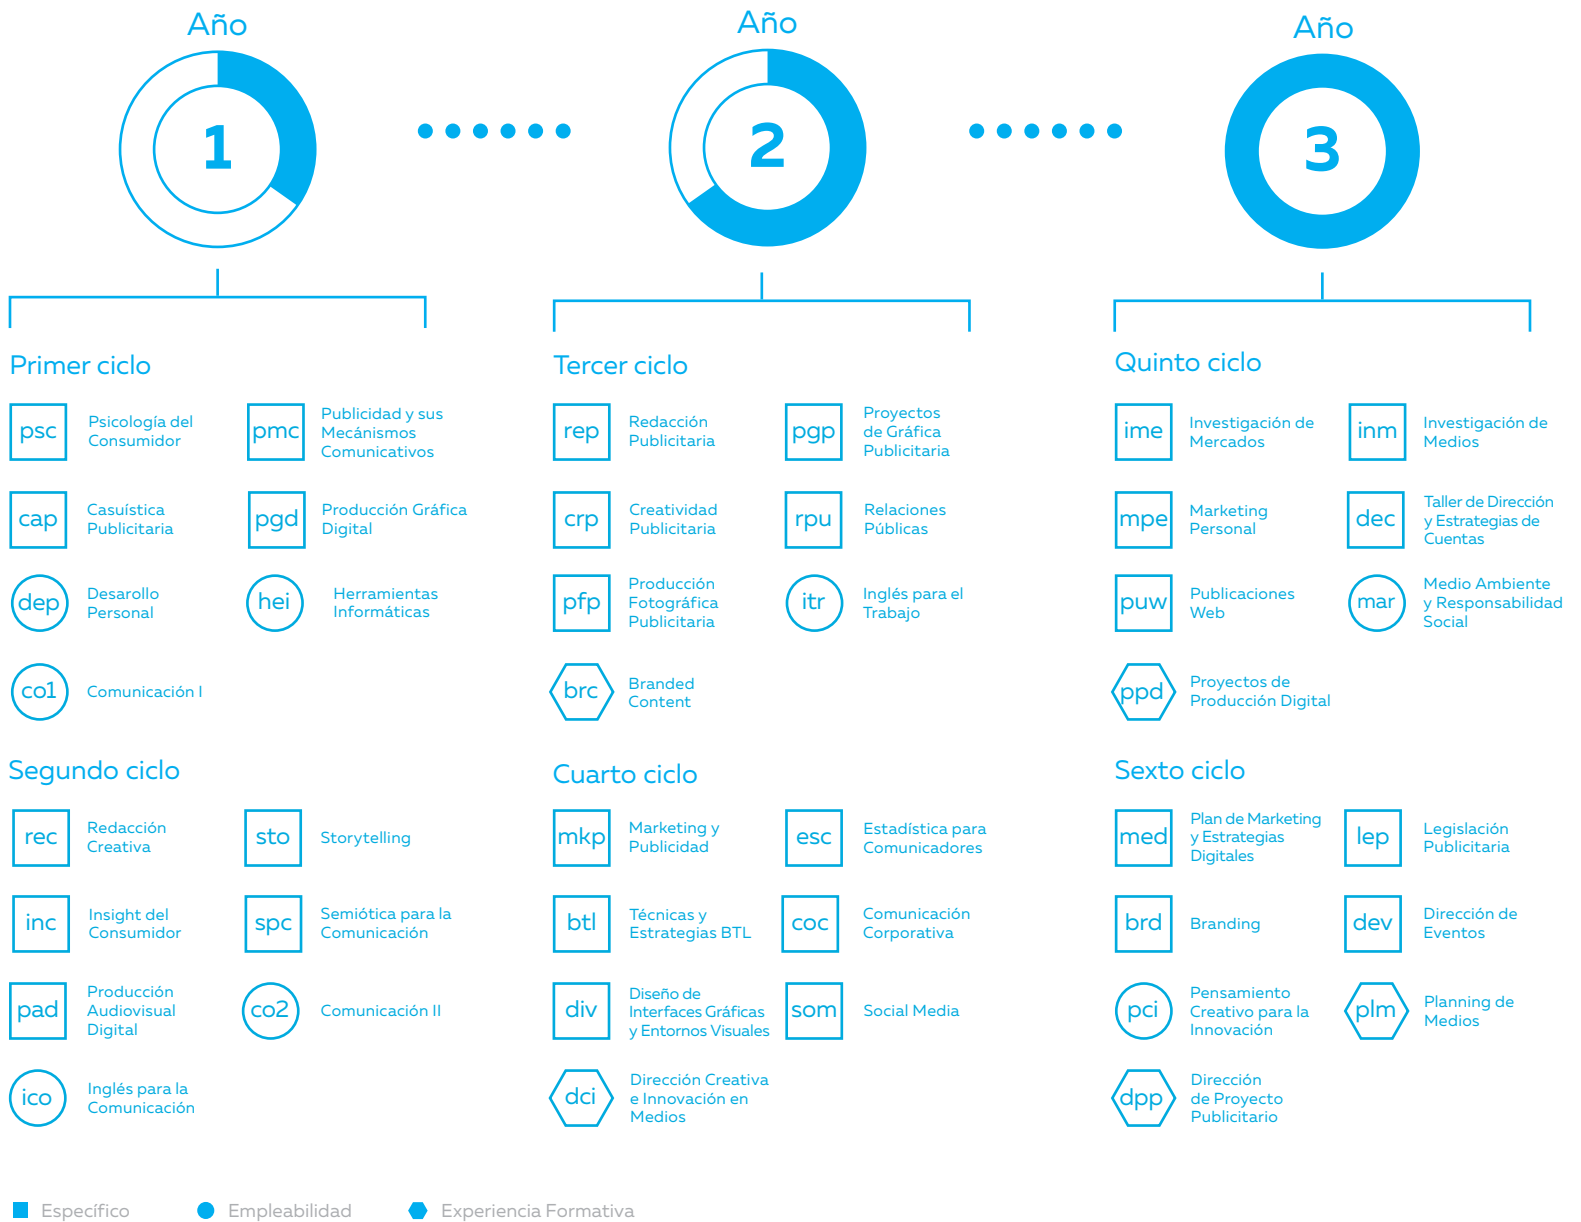 Año
1
Año
2
Año
3
Primer ciclo
psc
Psicología del
Consumidor
pmc
Publicidad y sus
Mecánismos
Comunicativos
cap
Casuística
Publicitaria
pgd
Producción Gráfica
Digital
dep
Desarollo
Personal
hei
Herramientas
Informáticas
co1
Comunicación I
Segundo ciclo
rec
Redacción
Creativa
sto
Storytelling
inc
Insight del
Consumidor
spc
Semiótica para la
Comunicación
pad
Producción
Audiovisual
Digital
co2
Comunicación II
ico
Inglés para la
Comunicación
Tercer ciclo
rep
Redacción
Publicitaria
pgp
Proyectos
de Gráfica
Publicitaria
crp
Creatividad
Publicitaria
rpu
Relaciones
Públicas
pfp
Producción
Fotográfica
Publicitaria
itr
Inglés para el
Trabajo
brc
Branded
Content
Cuarto ciclo
mkp
Marketing y
Publicidad
esc
Estadística para
Comunicadores
btl
Técnicas y
Estrategias BTL
coc
Comunicación
Corporativa
div
Diseño de
Interfaces Gráficas
y Entornos Visuales
som
Social Media
dci
Dirección Creativa
e Innovación en
Medios
Quinto ciclo
ime
Investigación de
Mercados
inm
Investigación de
Medios
mpe
Marketing
Personal
dec
Taller de Dirección
y Estrategias de
Cuentas
puw
Publicaciones
Web
mar
Medio Ambiente
y Responsabilidad
Social
ppd
Proyectos de
Producción Digital
Sexto ciclo
med
Plan de Marketing
y Estrategias
Digitales
lep
Legislación
Publicitaria
brd
Branding
dev
Dirección de
Eventos
pci
Pensamiento
Creativo para la
Innovación
plm
Planning de
Medios
dpp
Dirección
de Proyecto
Publicitario
Específico
Empleabilidad
Experiencia Formativa